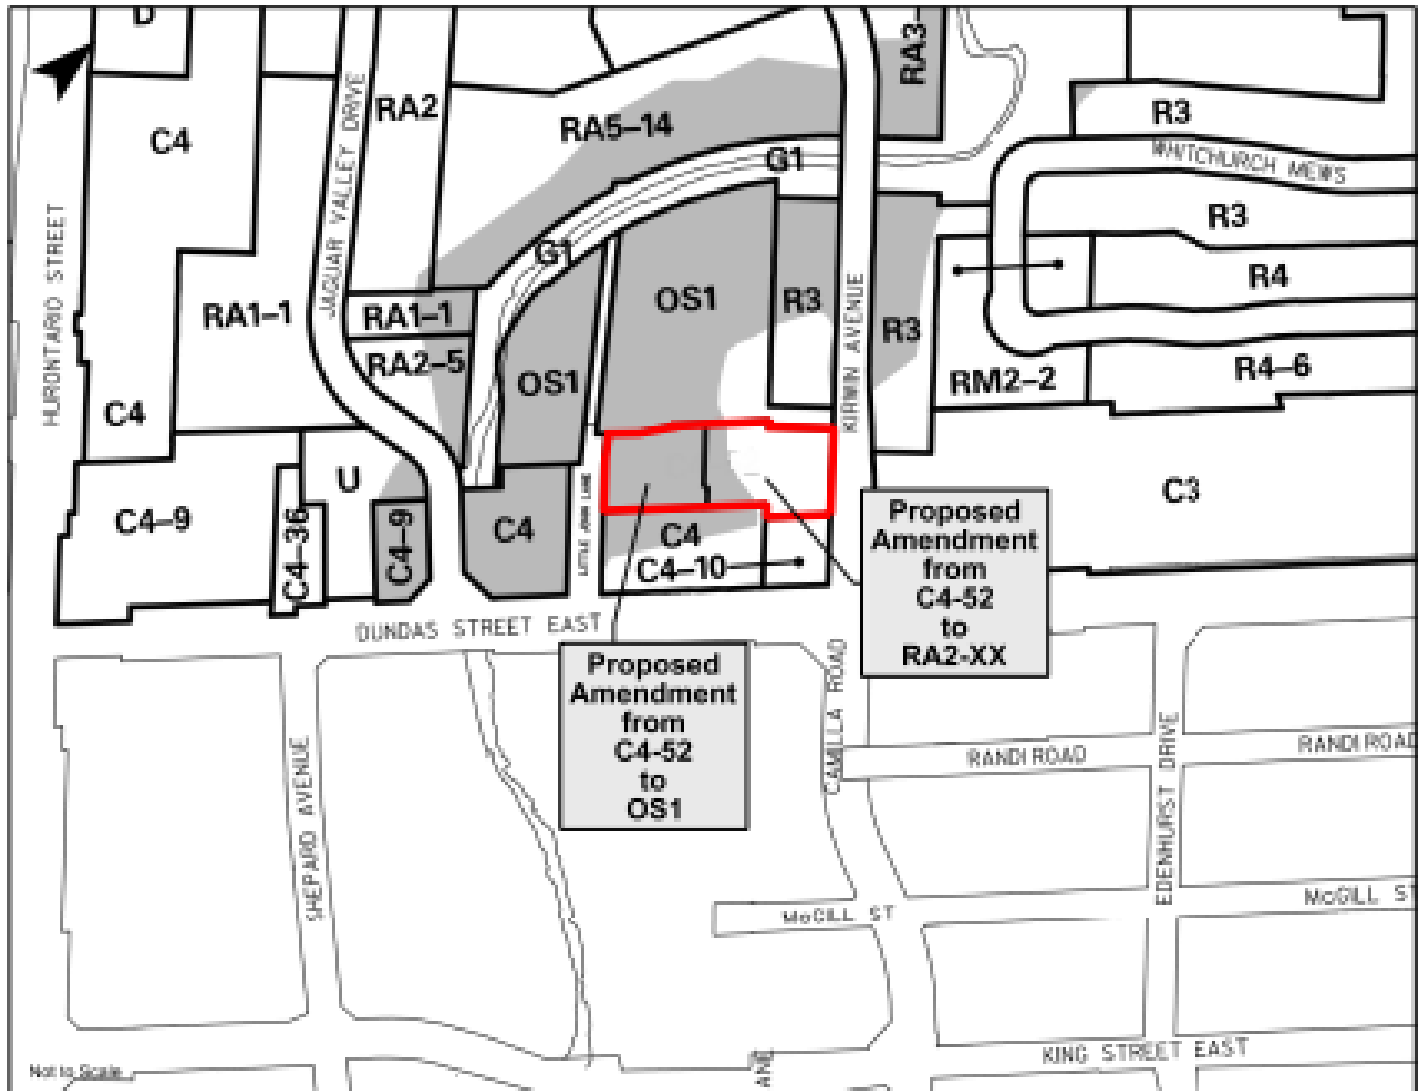 D
RA3-
C4
JAGUAR VALLEY DRIVE
RA2
RA5-14
G1
R3
WHITCHURCH MEWS
R3
HURONTARIO STREET
G1
RA1-1
RA1-1
OS1
R3
KIRWIN AVENUE
R3
R4
RA2-5
OS1
RM2-2
R4-6
C4
U
C3
C4-9
C4-36
C4-9
C4
LITTLE JOHN LANE
C4
C4-10
Proposed
Amendment
from
C4-52
to
RA2-XX
DUNDAS STREET EAST
Proposed
Amendment
from
C4-52
to
OS1
CAMILLA ROAD
RANDI ROAD
RANDI ROAD
SHEPARD AVENUE
EDENHURST DRIVE
McGILL ST
McGILL ST
KING STREET EAST
Not to Scale
ANE